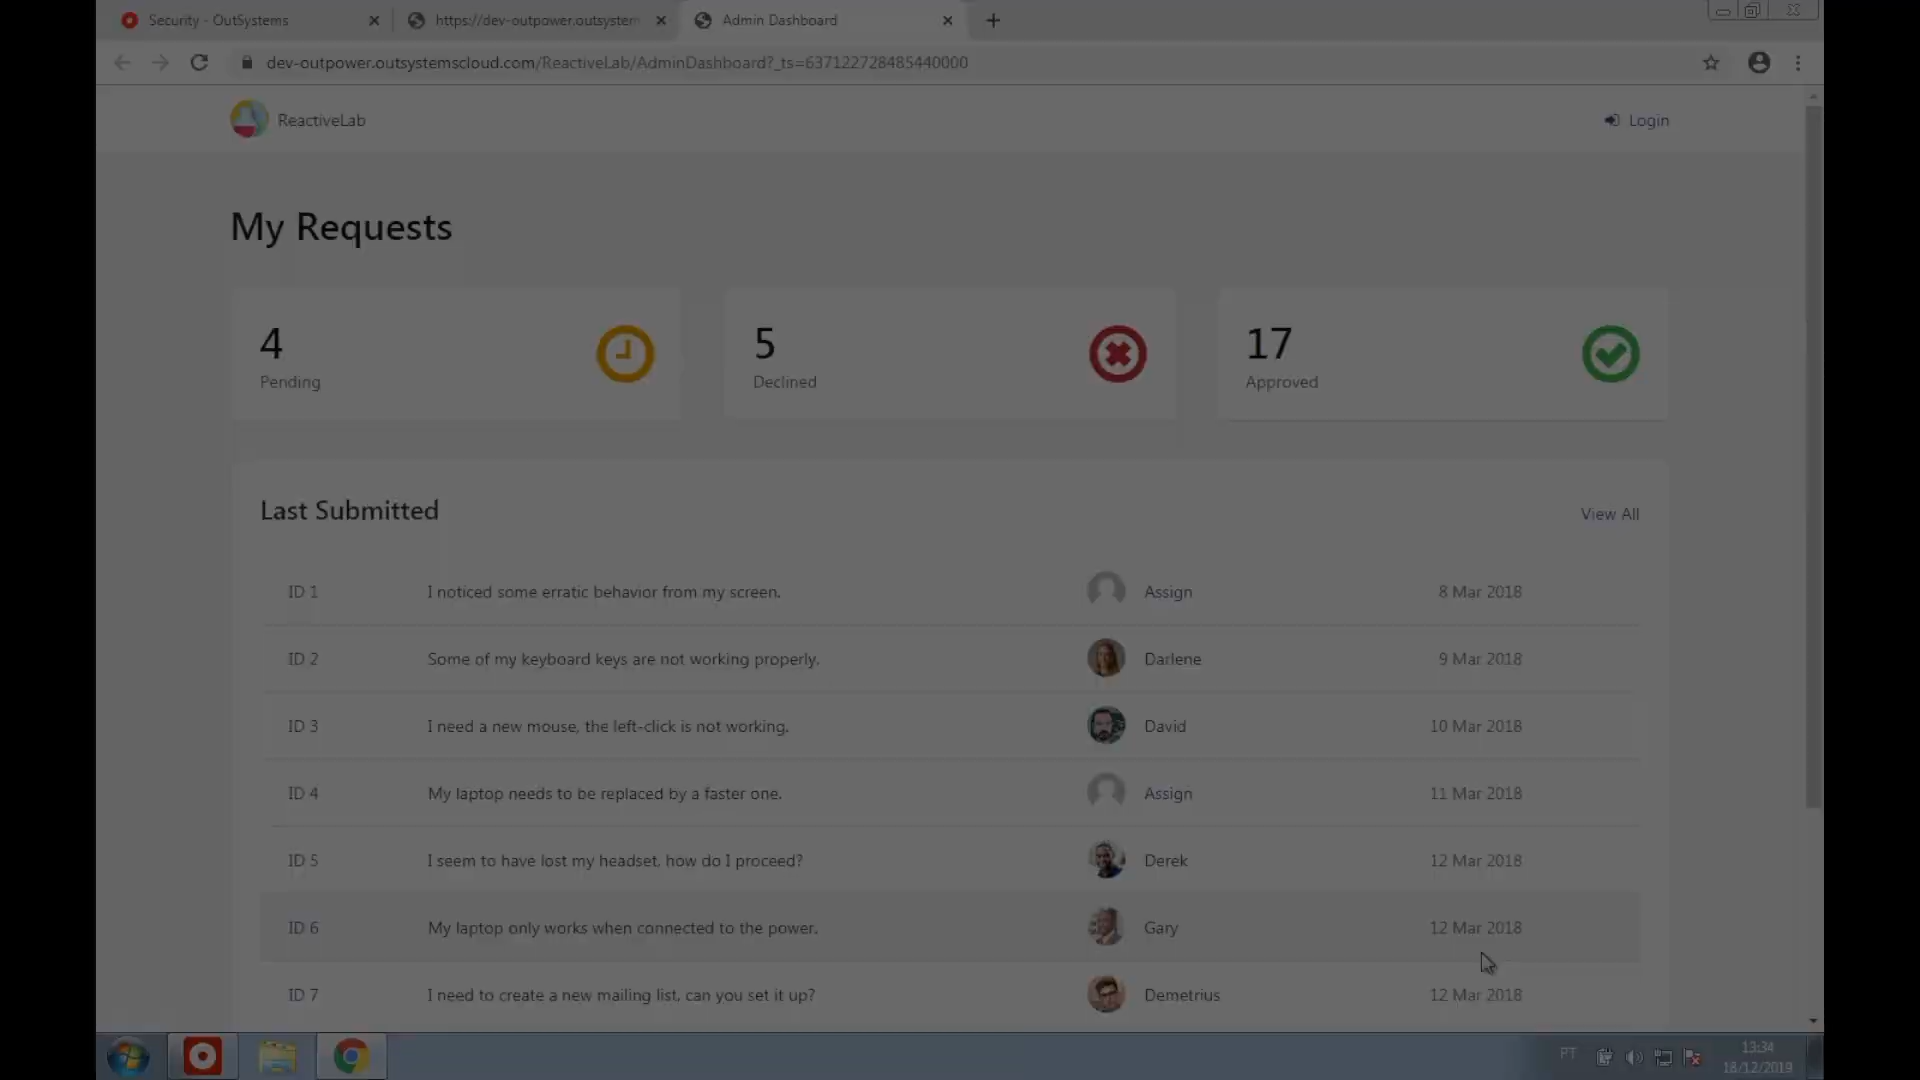 Security - OutSystems
https://dev-outpower.outsystem
Admin Dashboard
dev-outpower.outsystemscloud.com/ReactiveLab/AdminDashboard?_ts=637122728485440000
ReactiveLab
Login
My Requests
4
Pending
5
Declined
17
Approved
Last Submitted
View All
ID 1 I noticed some erratic behavior from my screen. Assign 8 Mar 2018
ID 2 Some of my keyboard keys are not working properly. Darlene 9 Mar 2018
ID 3 I need a new mouse, the left-click is not working. David 10 Mar 2018
ID 4 My laptop needs to be replaced by a faster one. Assign 11 Mar 2018
ID 5 I seem to have lost my headset, how do I proceed? Derek 12 Mar 2018
ID 6 My laptop only works when connected to the power. Gary 12 Mar 2018
ID 7 I need to create a new mailing list, can you set it up? Demetrius 12 Mar 2018
PT
13:34
18/12/2019